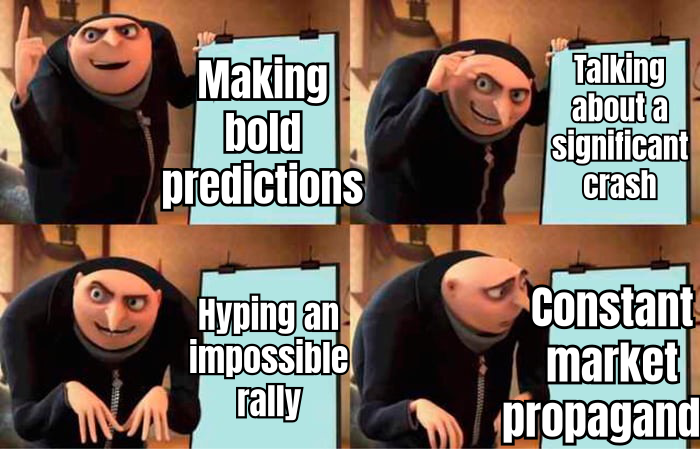 Making
bold
predictions
Talking
about a
significant
crash
Hyping an
impossible
rally
Constant
market
propagand